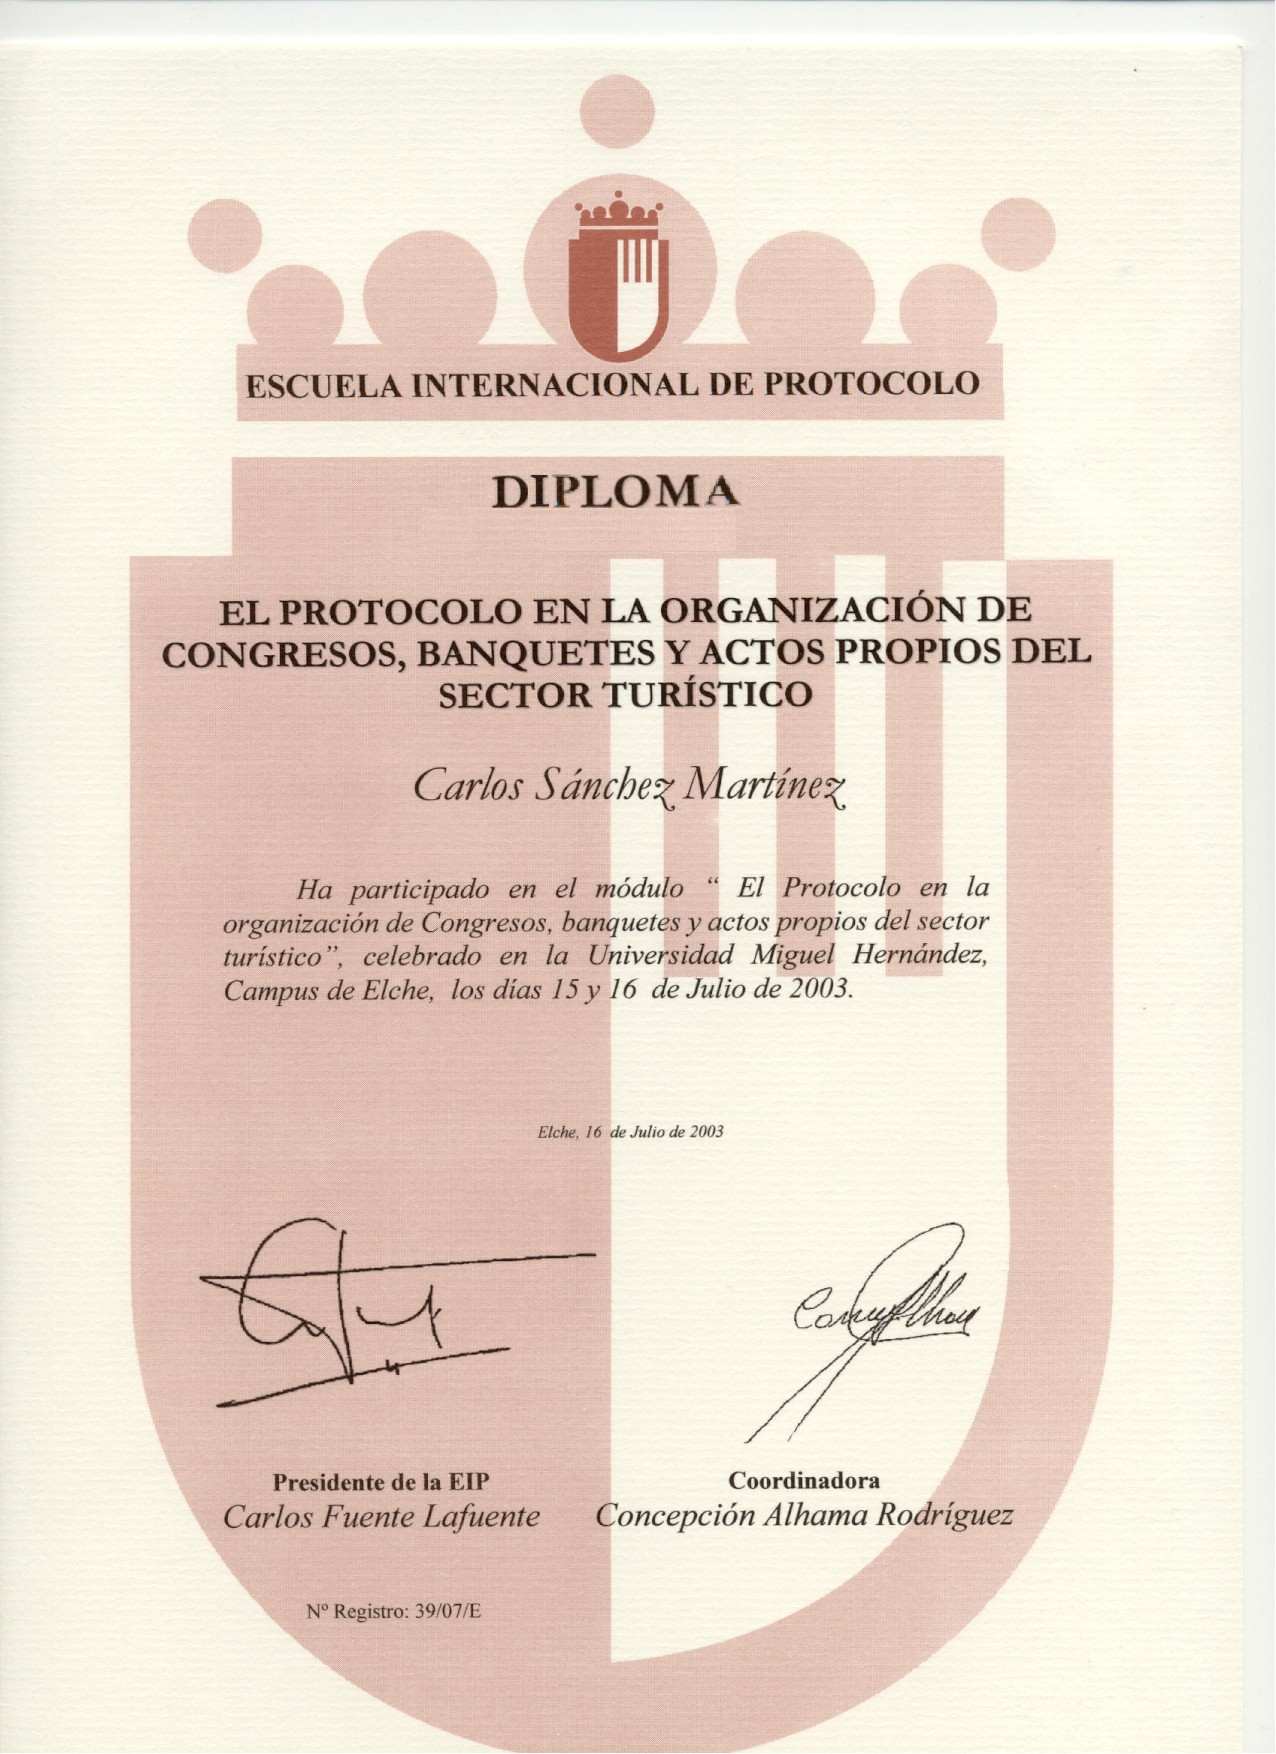 ESCUELA INTERNACIONAL DE PROTOCOLO
DIPLOMA
EL PROTOCOLO EN LA ORGANIZACIÓN DE
CONGRESOS, BANQUETES Y ACTOS PROPIOS DEL
SECTOR TURÍSTICO
Carlos Sánchez Martínez
Ha participado en el módulo “ El Protocolo en la
organización de Congresos, banquetes y actos propios del sector
turístico”, celebrado en la Universidad Miguel Hernández,
Campus de Elche, los días 15 y 16 de Julio de 2003.
Elche, 16 de Julio de 2003
Presidente de la EIP
Carlos Fuente Lafuente
Coordinadora
Concepción Alhama Rodríguez
Nº Registro: 39/07/E